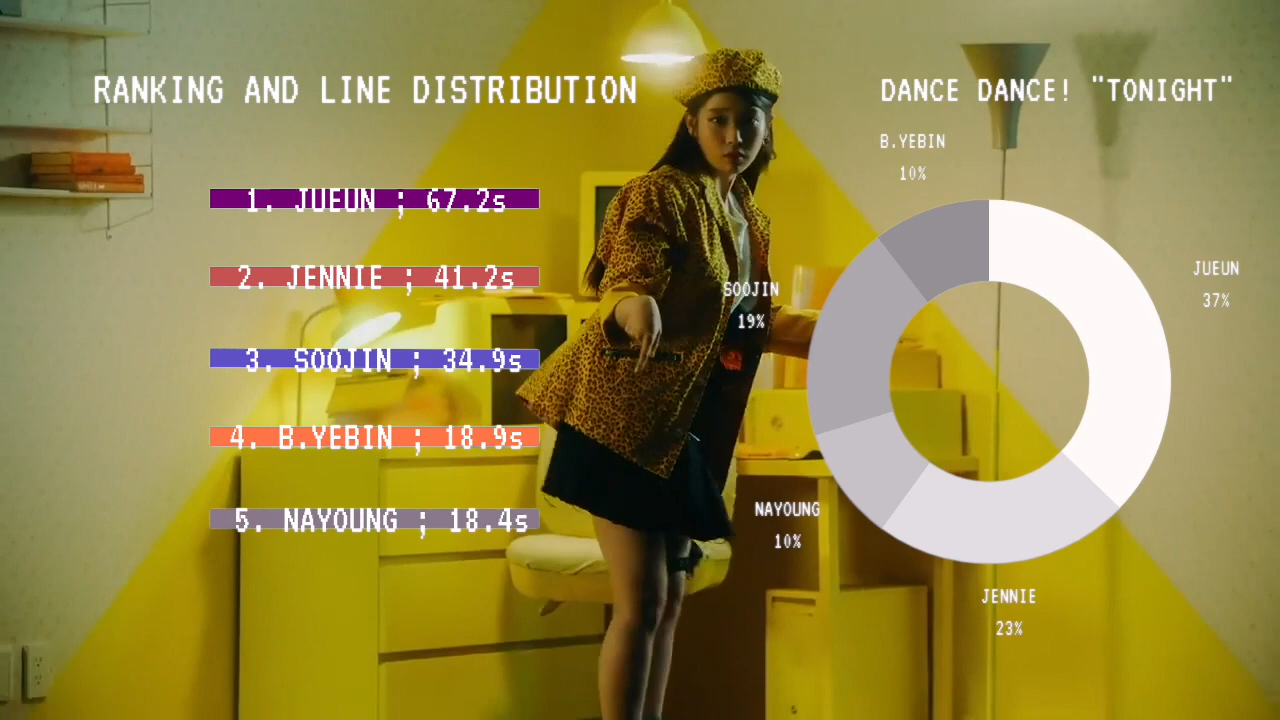 RANKING AND LINE DISTRIBUTION
1. JUEUN ; 67.2s
2. JENNIE ; 41.2s
3. SOOJIN ; 34.9s
4. B.YEBIN ; 18.9s
5. NAYOUNG ; 18.4s
DANCE DANCE! "TONIGHT"
B.YEBIN
10%
JUEUN
37%
SOOJIN
19%
NAYOUNG
10%
JENNIE
23%